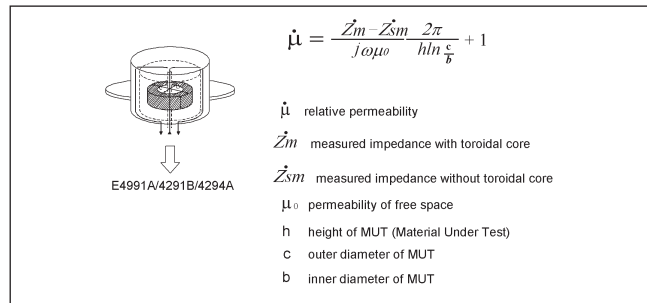 μ̇ = Żm – Żsm / jωμ₀ 2π / hln c/b + 1
μ̇ relative permeability
Żm measured impedance with toroidal core
Żsm measured impedance without toroidal core
μ₀ permeability of free space
h height of MUT (Material Under Test)
c outer diameter of MUT
b inner diameter of MUT
E4991A/4291B/4294A